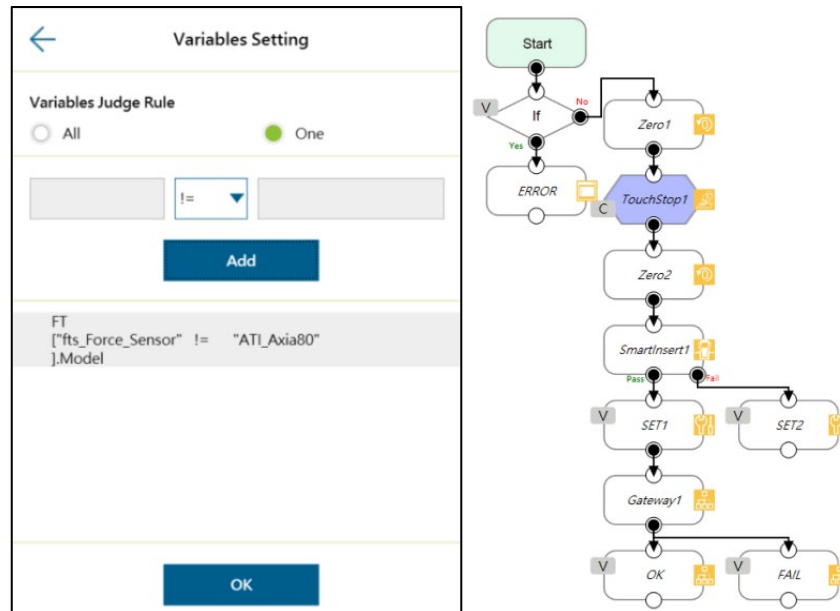 Variables Setting
Variables Judge Rule
All One
!=
Add
FT
["fts_Force_Sensor" != "ATI_Axia80"
].Model
OK
Start
V If No
Yes
Zero1
ERROR
C TouchStop1
Zero2
SmartInsert1
Pass Fail
V SET1 V SET2
Gateway1
V OK V FAIL